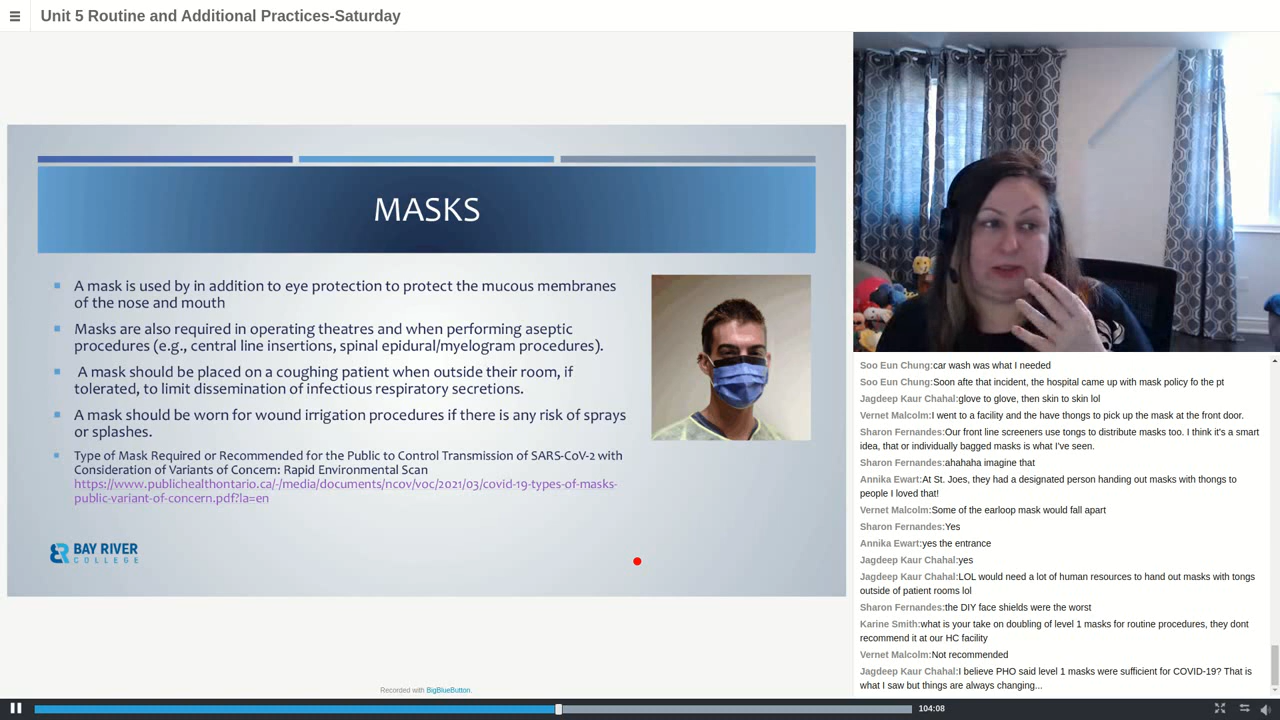 Unit 5 Routine and Additional Practices-Saturday
MASKS
A mask is used by in addition to eye protection to protect the mucous membranes
of the nose and mouth
Masks are also required in operating theatres and when performing aseptic
procedures (e.g., central line insertions, spinal epidural/myelogram procedures).
A mask should be placed on a coughing patient when outside their room, if
tolerated, to limit dissemination of infectious respiratory secretions.
A mask should be worn for wound irrigation procedures if there is any risk of sprays
or splashes.
Type of Mask Required or Recommended for the Public to Control Transmission of SARS-CoV-2 with
Consideration of Variants of Concern: Rapid Environmental Scan
https://www.publichealthontario.ca/-/media/documents/ncov/voc/2021/03/covid-19-types-of-masks-
public-variant-of-concern.pdf?la=en
BAY RIVER
COLLEGE
Recorded with BigBlueButton.
Soo Eun Chung:car wash was what I needed
Soo Eun Chung:Soon afte that incident, the hospital came up with mask policy fo the pt
Jagdeep Kaur Chahal:glove to glove, then skin to skin lol
Vernet Malcolm:I went to a facility and the have thongs to pick up the mask at the front door.
Sharon Fernandes:Our front line screeners use tongs to distribute masks too. I think it's a smart
idea, that or individually bagged masks is what I've seen.
Sharon Fernandes:ahahaha imagine that
Annika Ewart:At St. Joes, they had a designated person handing out masks with thongs to
people I loved that!
Vernet Malcolm:Some of the earloop mask would fall apart
Sharon Fernandes:Yes
Annika Ewart:yes the entrance
Jagdeep Kaur Chahal:yes
Jagdeep Kaur Chahal:LOL would need a lot of human resources to hand out masks with tongs
outside of patient rooms lol
Sharon Fernandes:the DIY face shields were the worst
Karine Smith:what is your take on doubling of level 1 masks for routine procedures, they dont
recommend it at our HC facility
Vernet Malcolm:Not recommended
Jagdeep Kaur Chahal:I believe PHO said level 1 masks were sufficient for COVID-19? That is
what I saw but things are always changing...
104:08